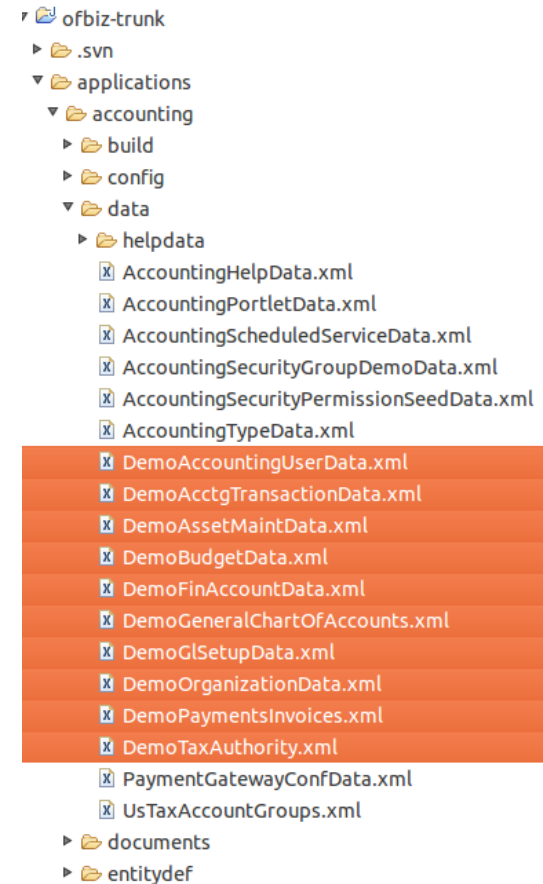 ofbiz-trunk
.svn
applications
accounting
build
config
data
helpdata
AccountingHelpData.xml
AccountingPortletData.xml
AccountingScheduledServiceData.xml
AccountingSecurityGroupDemoData.xml
AccountingSecurityPermissionSeedData.xml
AccountingTypeData.xml
DemoAccountingUserData.xml
DemoAcctgTransactionData.xml
DemoAssetMaintData.xml
DemoBudgetData.xml
DemoFinAccountData.xml
DemoGeneralChartOfAccounts.xml
DemoGlSetupData.xml
DemoOrganizationData.xml
DemoPaymentsInvoices.xml
DemoTaxAuthority.xml
PaymentGatewayConfData.xml
UsTaxAccountGroups.xml
documents
entitydef